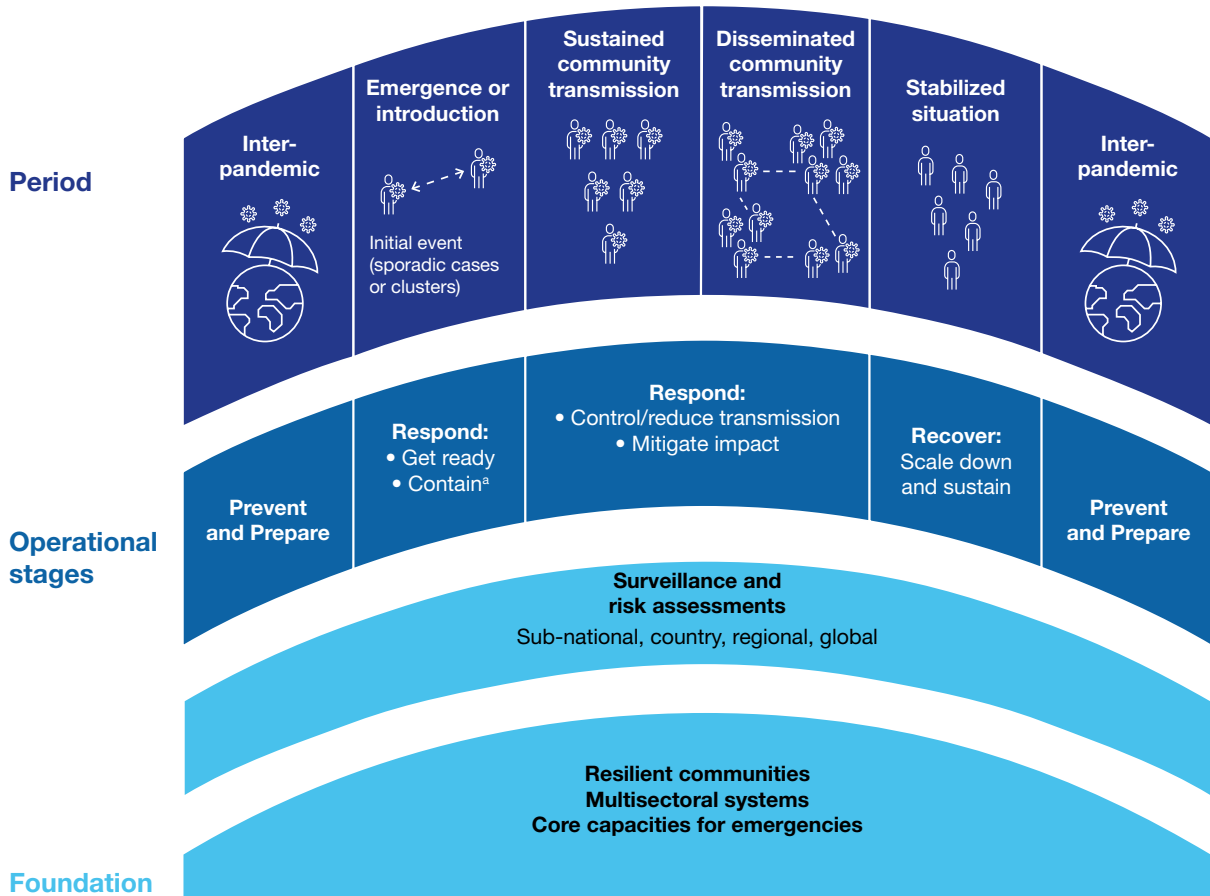 Period
Inter-
pandemic
Emergence or
introduction
Initial event
(sporadic cases
or clusters)
Sustained
community
transmission
Disseminated
community
transmission
Stabilized
situation
Inter-
pandemic
Operational
stages
Prevent
and Prepare
Respond:
• Get ready
• Containᵃ
Respond:
• Control/reduce transmission
• Mitigate impact
Recover:
Scale down
and sustain
Prevent
and Prepare
Surveillance and
risk assessments
Sub-national, country, regional, global
Resilient communities
Multisectoral systems
Core capacities for emergencies
Foundation